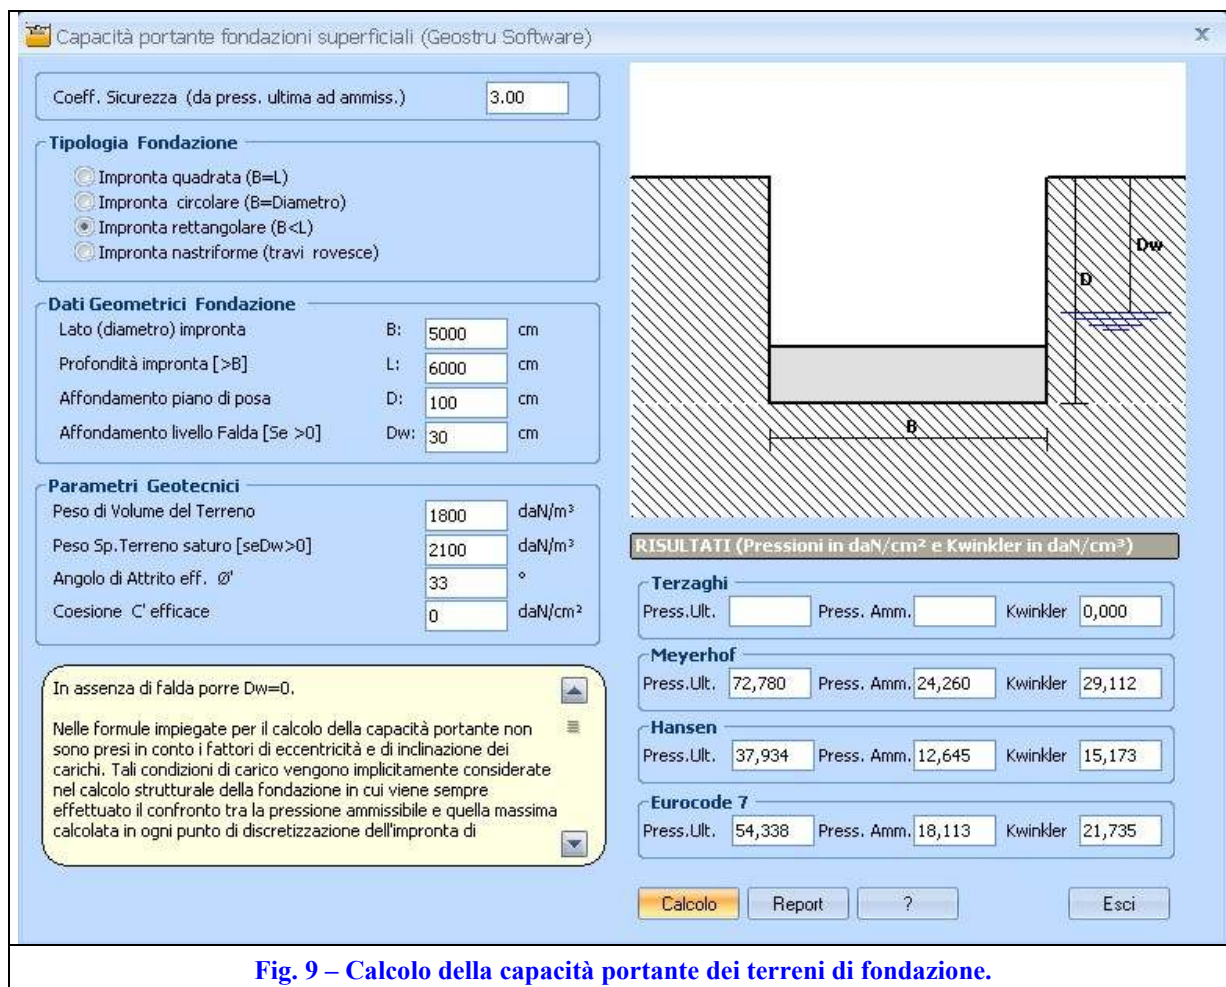 Capacità portante fondazioni superficiali (Geostru Software)
x
Coeff. Sicurezza (da press. ultima ad ammiss.) 3.00
Tipologia Fondazione
Impronta quadrata (B=L)
Impronta circolare (B=Diametro)
Impronta rettangolare (B<L)
Impronta nastriforme (travi rovesce)
Dati Geometrici Fondazione
Lato (diametro) impronta B: 5000 cm
Profondità impronta [>B] L: 6000 cm
Affondamento piano di posa D: 100 cm
Affondamento livello Falda [Se >0] Dw: 30 cm
Parametri Geotecnici
Peso di Volume del Terreno 1800 daN/m³
Peso Sp.Terreno saturo [seDw>0] 2100 daN/m³
Angolo di Attrito eff. Ø' 33 °
Coesione C' efficace 0 daN/cm²
In assenza di falda porre Dw=0.
Nelle formule impiegate per il calcolo della capacità portante non
sono presi in conto i fattori di eccentricità e di inclinazione dei
carichi. Tali condizioni di carico vengono implicitamente considerate
nel calcolo strutturale della fondazione in cui viene sempre
effettuato il confronto tra la pressione ammissibile e quella massima
calcolata in ogni punto di discretizzazione dell'impronta di
Dw
D
B
RISULTATI (Pressioni in daN/cm² e Kwinkler in daN/cm³)
Terzaghi
Press.Ult. Press. Amm. Kwinkler 0,000
Meyerhof
Press.Ult. 72,780 Press. Amm. 24,260 Kwinkler 29,112
Hansen
Press.Ult. 37,934 Press. Amm. 12,645 Kwinkler 15,173
Eurocode 7
Press.Ult. 54,338 Press. Amm. 18,113 Kwinkler 21,735
Calcolo Report ? Esci
Fig. 9 – Calcolo della capacità portante dei terreni di fondazione.